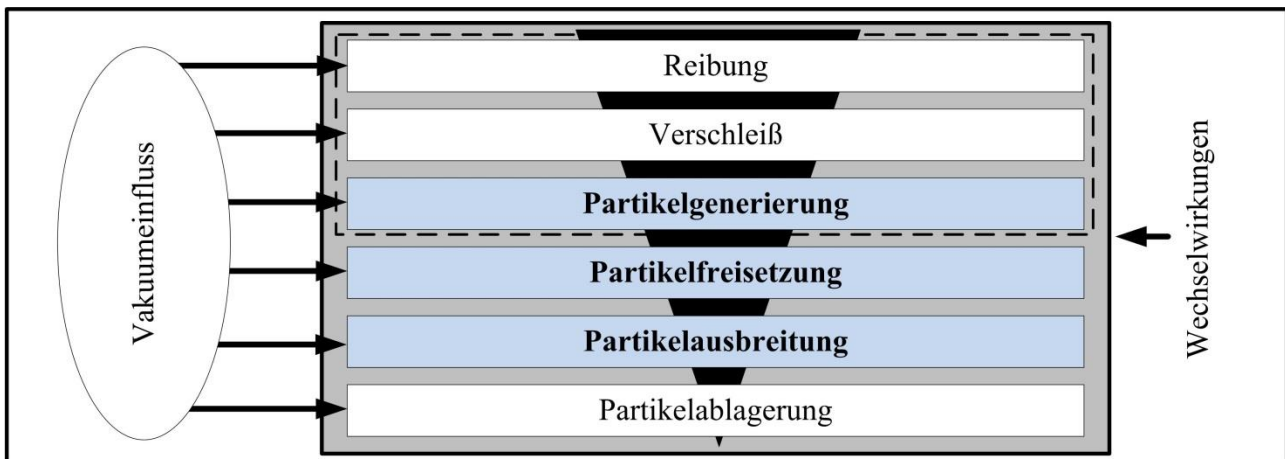 Vakuumeinfluss
Reibung
Verschleiß
Partikelgenerierung
Partikelfreisetzung
Partikelausbreitung
Partikelablagerung
Wechselwirkungen